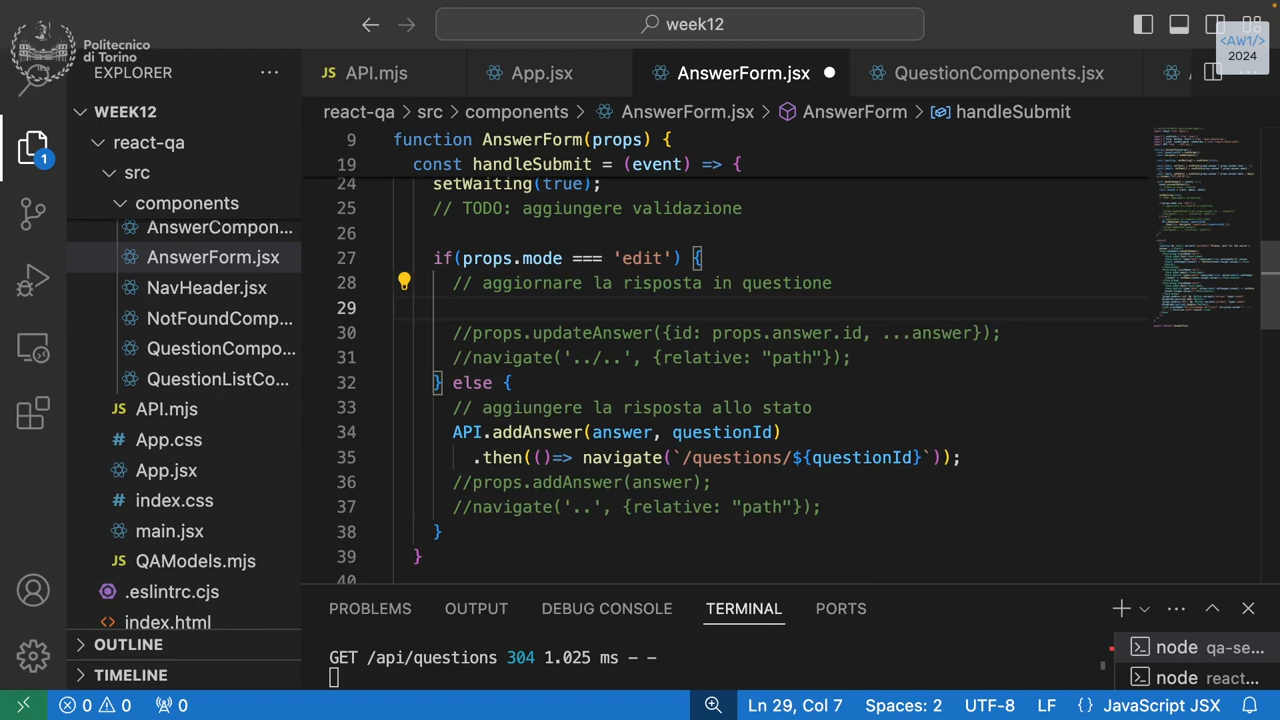 week12
Politecnico
di Torino
<AW1/>
2024
EXPLORER
API.mjs
App.jsx
AnswerForm.jsx
QuestionComponents.jsx
WEEK12
react-qa > src > components > AnswerForm.jsx > AnswerForm > handleSubmit
react-qa
src
components
AnswerCompon...
AnswerForm.jsx
NavHeader.jsx
NotFoundComp...
QuestionCompo...
QuestionListCo...
API.mjs
App.css
App.jsx
index.css
main.jsx
QAModels.mjs
.eslintrc.cjs
index.html
OUTLINE
TIMELINE
9 function AnswerForm(props) {
19 const handleSubmit = (event) => {
24 setWaiting(true);
25 // TODO: aggiungere validazione
26
27 if(props.mode === 'edit') {
28 // aggiornare la risposta in questione
29
30 // props.updateAnswer({id: props.answer.id, ...answer});
31 //navigate('../..', {relative: "path"});
32 } else {
33 // aggiungere la risposta allo stato
34 API.addAnswer(answer, questionId)
35 .then(()=> navigate(`/questions/${questionId}`));
36 //props.addAnswer(answer);
37 //navigate('..', {relative: "path"});
38 }
39 }
40
PROBLEMS OUTPUT DEBUG CONSOLE TERMINAL PORTS
GET /api/questions 304 1.025 ms - -
node qa-se...
node react...
0 0 0 Ln 29, Col 7 Spaces: 2 UTF-8 LF {} JavaScript JSX
1